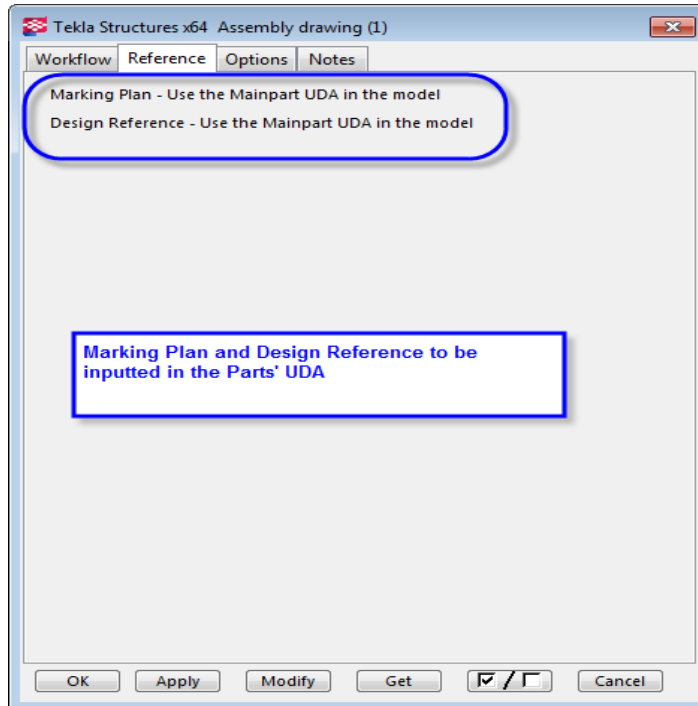 Tekla Structures x64 Assembly drawing (1)
Workflow Reference Options Notes
Marking Plan - Use the Mainpart UDA in the model
Design Reference - Use the Mainpart UDA in the model
Marking Plan and Design Reference to be
inputted in the Parts' UDA
OK Apply Modify Get / Cancel